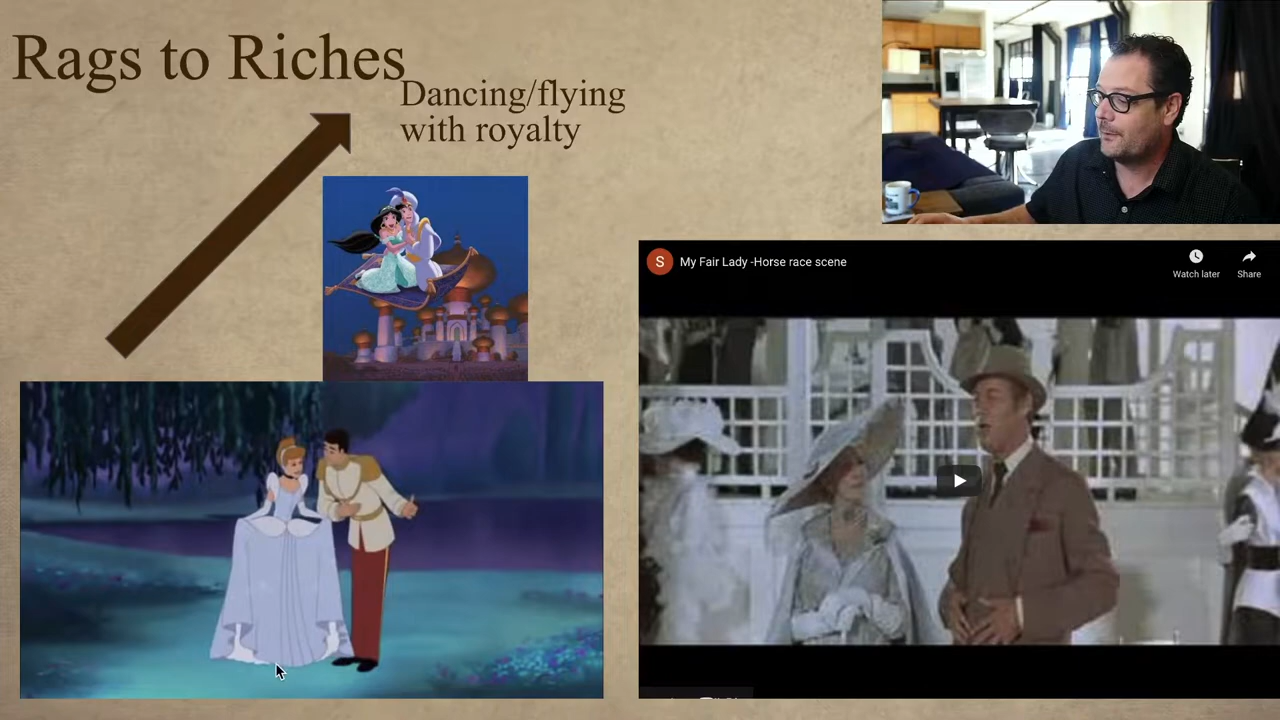 Rags to Riches
Dancing/flying
with royalty
S
My Fair Lady -Horse race scene
Watch later
Share